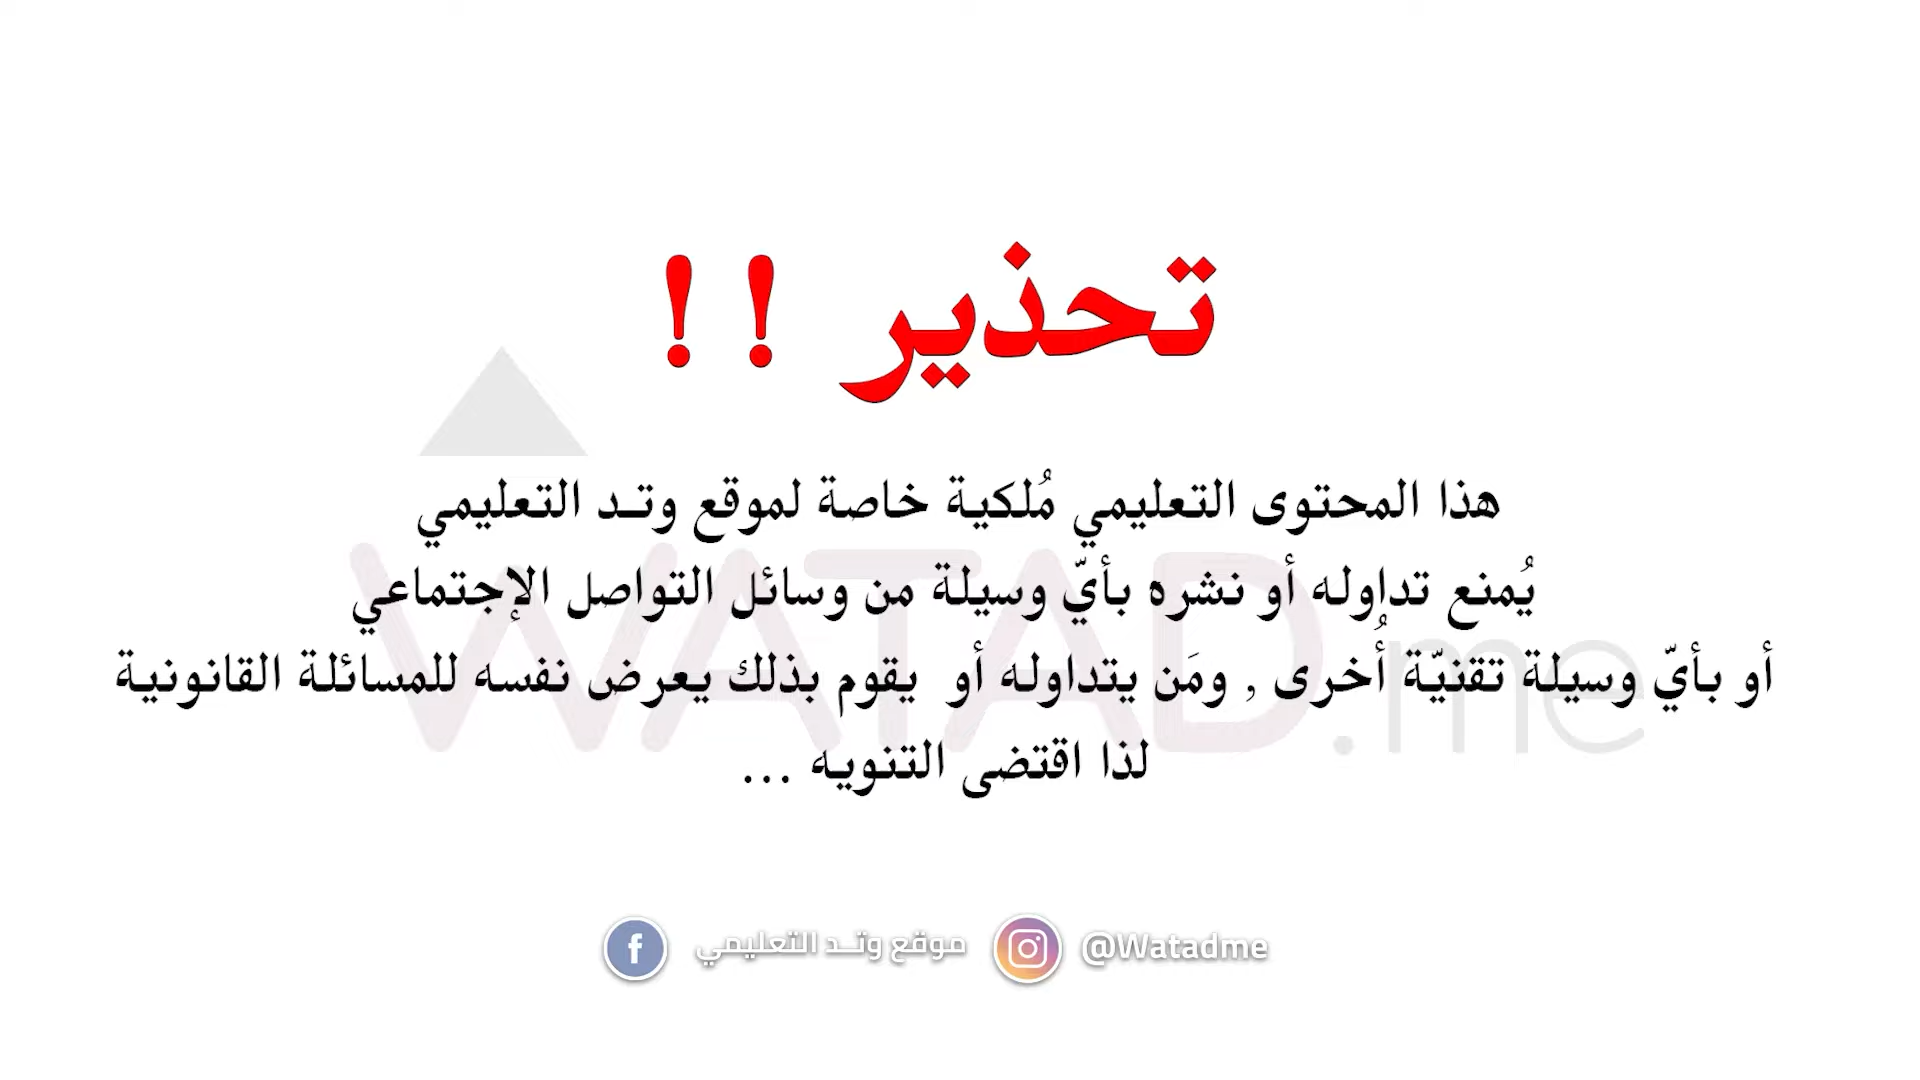 تحذير ! !
هذا المحتوى التعليمي مُلكية خاصة لموقع وتـد التعليمي
يُمنع تداوله أو نشره بأيّ وسيلة من وسائل التواصل الإجتماعي
أو بأيّ وسيلة تقنيّة أُخرى , ومَن يتداوله أو يقوم بذلك يعرض نفسه للمسائلة القانونية
لذا اقتضى التنويه ...
WATAD.me
موقع وتـد التعليمي @Watadme